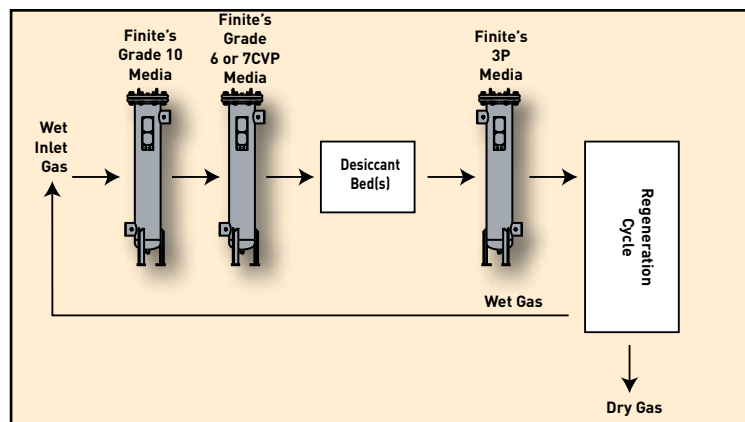 Finite's
Grade 10
Media
Finite's
Grade
6 or 7CVP
Media
Finite's
3P
Media
Wet
Inlet
Gas
Desiccant
Bed(s)
Regeneration
Cycle
Wet Gas
Dry Gas